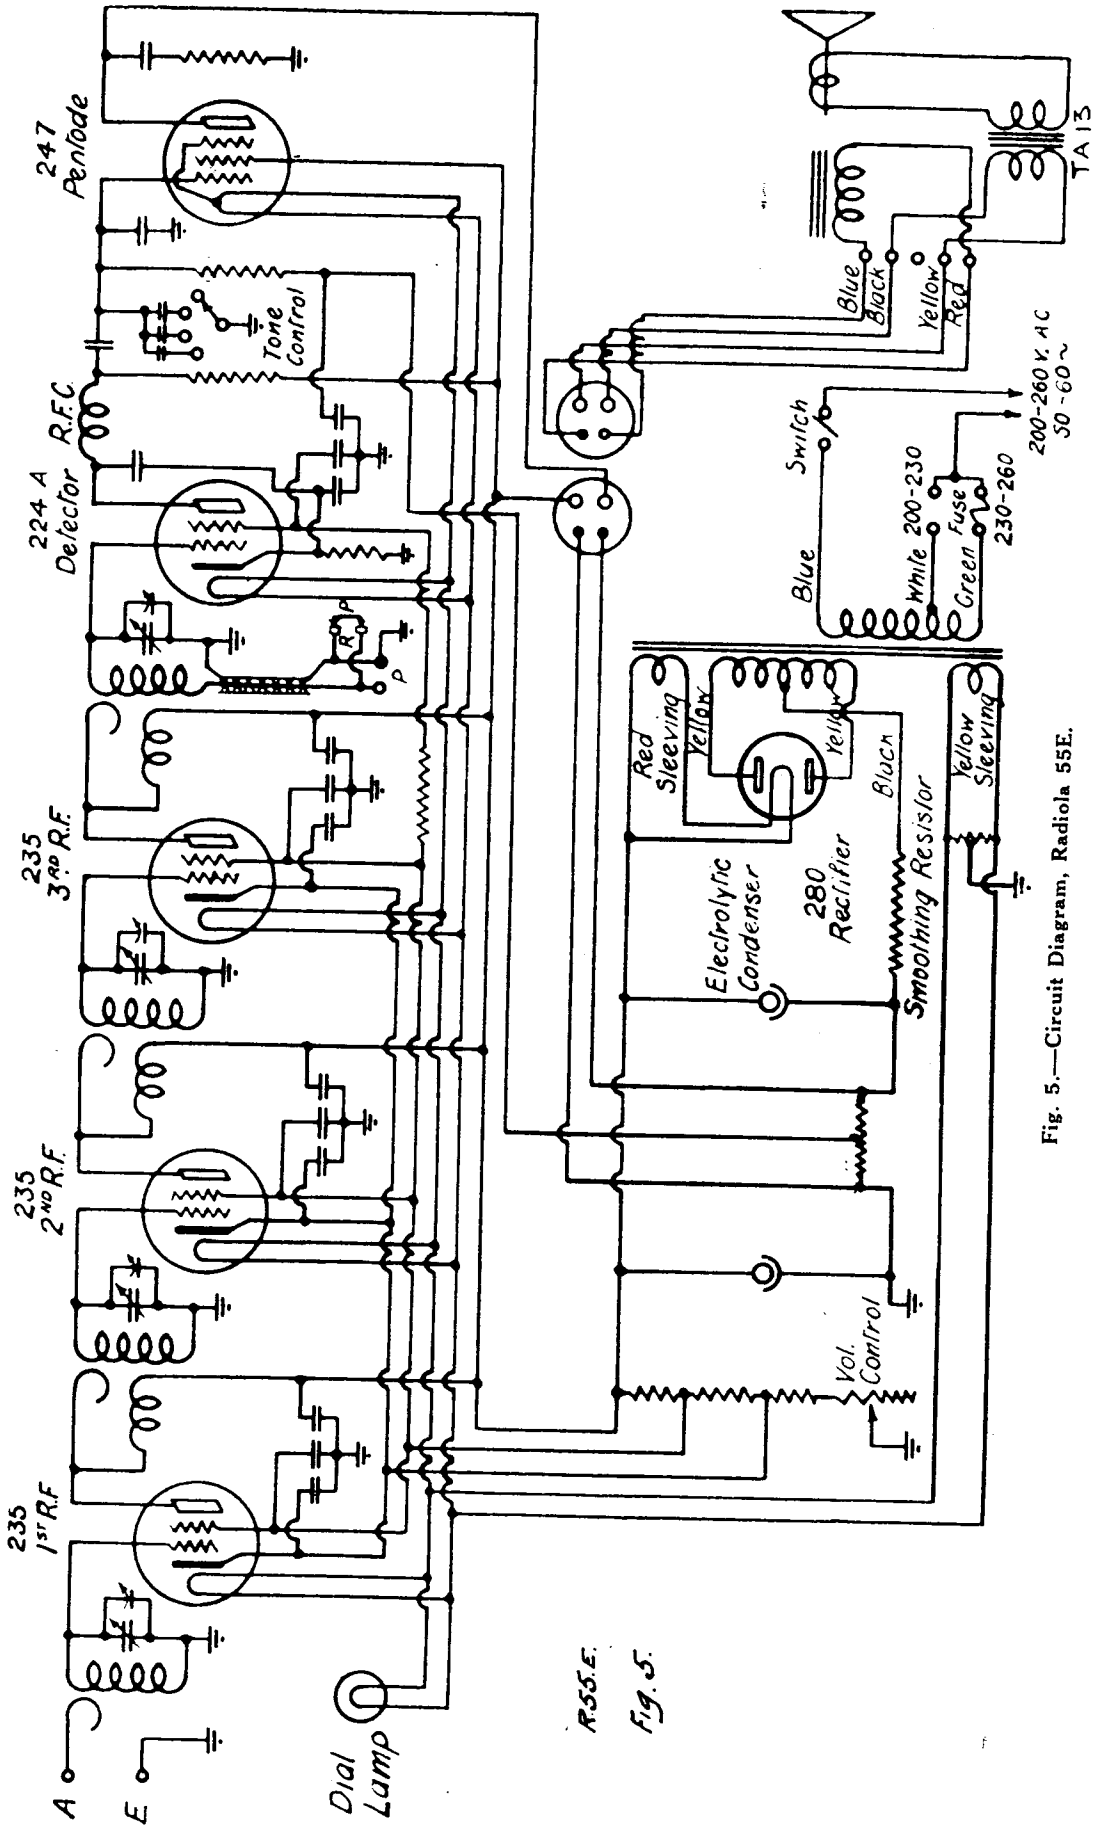 A
E
235
1ST R.F
235
2ND R.F.
235
3RD R.F.
224 A
Detector
R.F.C.
247
Pentode
Tone
Control
P
R
P
Dial
Lamp
Switch
Blue
Black
Yellow
Red
TA13
200-260 V. AC
50-60~
Blue
White 200-230
Fuse
Green
230-260
Red
Sleeving
Yellow
Yellow
Black
Yellow
Sleeving
280
Rectifier
Electrolytic
Condenser
Smoothing Resistor
Vol.
Control
R55.E.
Fig. 5.
Fig. 5.—Circuit Diagram, Radiola 55E.